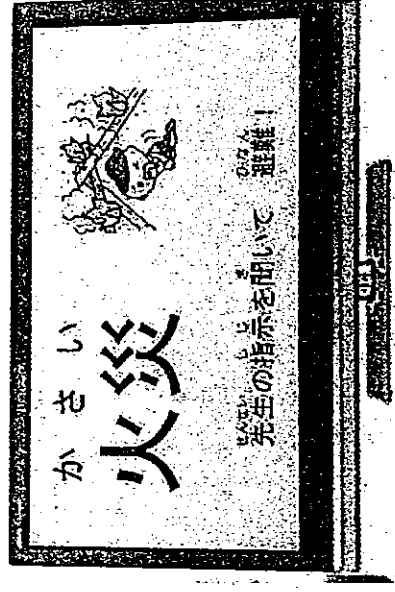 かさい
火災
せんせい しじ き ひなん
先生の指示を聞いて 避難！